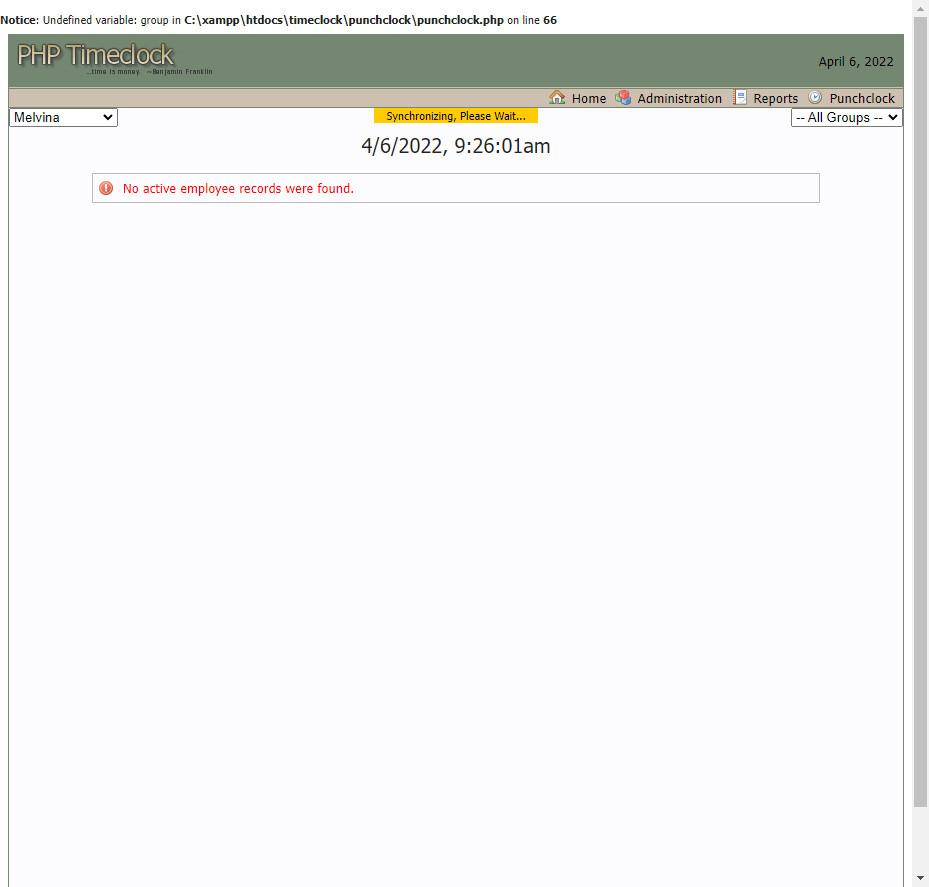 Notice: Undefined variable: group in C:\xampp\htdocs\timeclock\punchclock\punchclock.php on line 66
PHP Timeclock
...time is money. ~Benjamin Franklin
April 6, 2022
Home Administration Reports Punchclock
Melvina Synchronizing, Please Wait... -- All Groups --
4/6/2022, 9:26:01am
No active employee records were found.